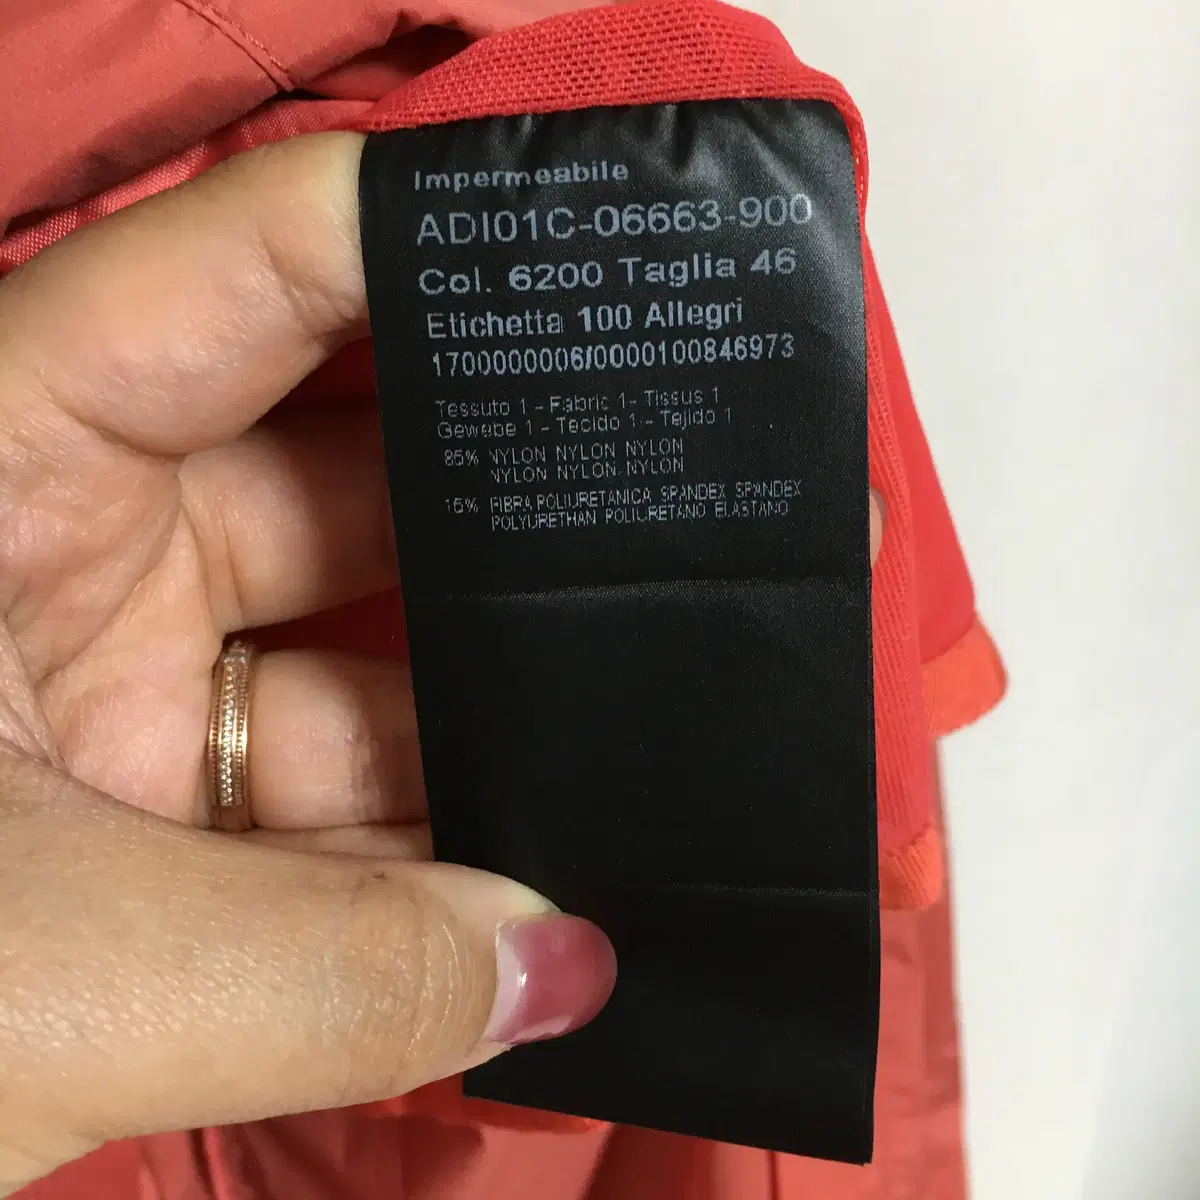 Impermeabile
ADI01C-06663-900
Col. 6200 Taglia 46
Etichetta 100 Allegri
1700000006/0000100846973
Tessuto 1 - Fabric 1 - Tissus 1
Gewebe 1 - Tecido 1 - Tejido 1
85% NYLON NYLON NYLON
NYLON NYLON NYLON
15% FIBRA POLIURETANICA SPANDEX SPANDEX
POLYURETHAN POLIURETANO ELASTANO